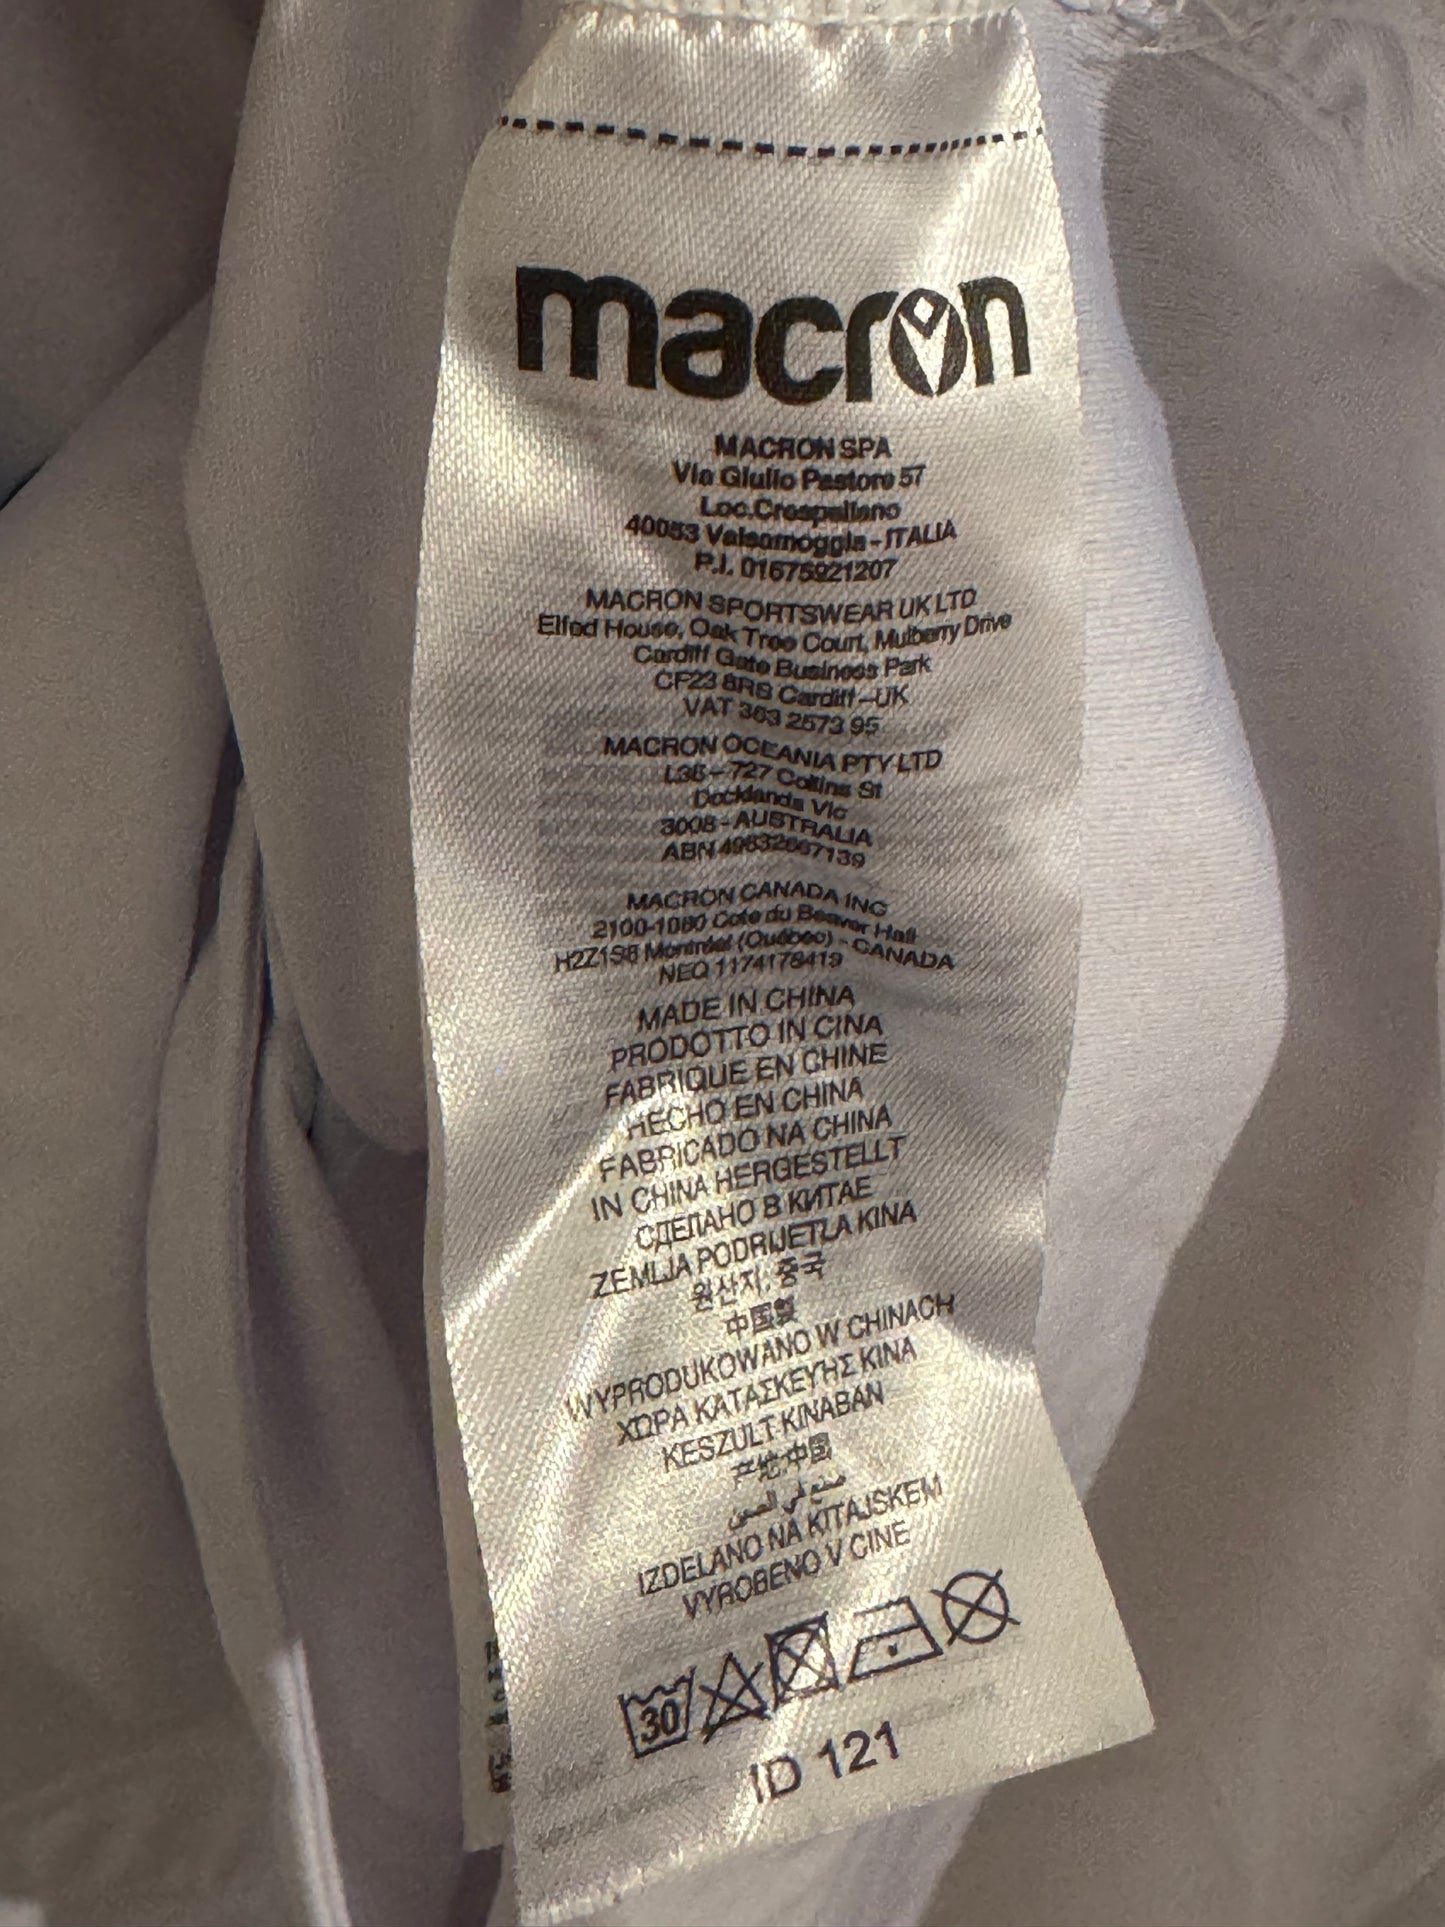 macron
MACRON SPA
Via Giulio Pastore 57
Loc.Crespellano
40053 Valsamoggia - ITALIA
P.I. 01675921207
MACRON SPORTSWEAR UK LTD
Elfed House, Oak Tree Court, Mulberry Drive
Cardiff Gate Business Park
CF23 8RS Cardiff –UK
VAT 363 2573 95
MACRON OCEANIA PTY LTD
L36 – 727 Collins St
Docklands Vic
3008 - AUSTRALIA
ABN 49632667139
MACRON CANADA ING
2100-1080 Cote du Beaver Hall
H2Z1S8 Montréal (Québec) - CANADA
NEQ 1174178419
MADE IN CHINA
PRODOTTO IN CINA
FABRIQUE EN CHINE
HECHO EN CHINA
FABRICADO NA CHINA
IN CHINA HERGESTELLT
СДЕПАНО В КИТАЕ
ZEMLJA PODRIJETLA KINA
원산지: 중국
中国製
WYPRODUKOWANO W CHINACH
ΧΩΡΑ ΚΑΤΑΣΚΕΥΗΣ ΚΙΝΑ
KESZULT KINABAN
中国
صنع في الصين
IZDELANO NA KITAJSKEM
VYROBENO V CINE
30
ID 121